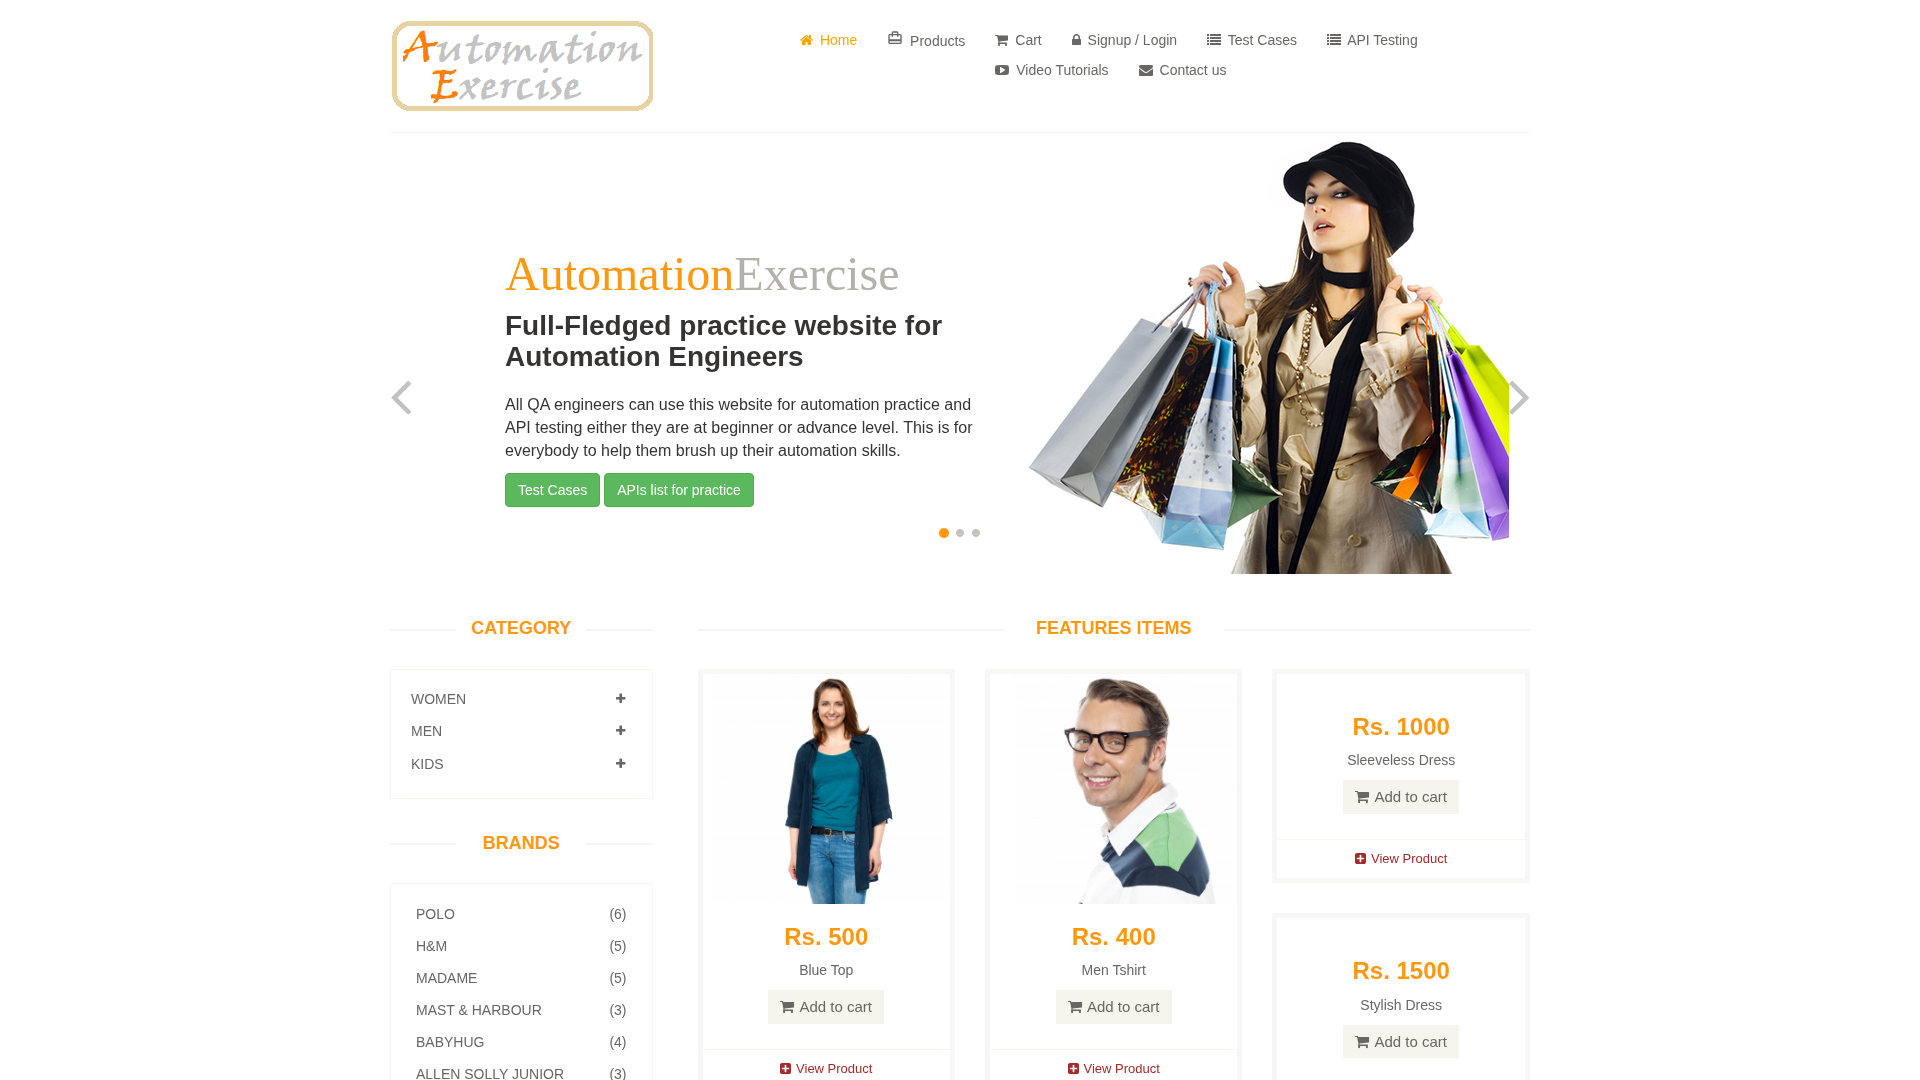 Automation
Exercise
Home
Products
Cart
Signup / Login
Test Cases
API Testing
Video Tutorials
Contact us
AutomationExercise
Full-Fledged practice website for
Automation Engineers
All QA engineers can use this website for automation practice and
API testing either they are at beginner or advance level. This is for
everybody to help them brush up their automation skills.
Test Cases
APIs list for practice
CATEGORY
WOMEN
MEN
KIDS
BRANDS
POLO (6)
H&M (5)
MADAME (5)
MAST & HARBOUR (3)
BABYHUG (4)
ALLEN SOLLY JUNIOR (3)
FEATURES ITEMS
Rs. 500
Blue Top
Add to cart
View Product
Rs. 400
Men Tshirt
Add to cart
View Product
Rs. 1000
Sleeveless Dress
Add to cart
View Product
Rs. 1500
Stylish Dress
Add to cart